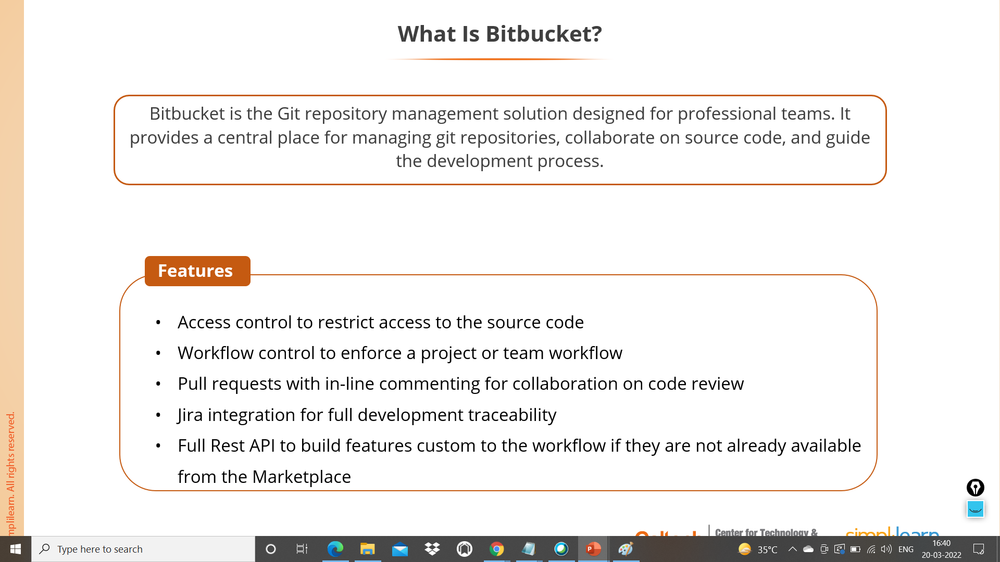 What Is Bitbucket?
Bitbucket is the Git repository management solution designed for professional teams. It
provides a central place for managing git repositories, collaborate on source code, and guide
the development process.
Features
• Access control to restrict access to the source code
• Workflow control to enforce a project or team workflow
• Pull requests with in-line commenting for collaboration on code review
• Jira integration for full development traceability
• Full Rest API to build features custom to the workflow if they are not already available
from the Marketplace
mplilearn. All rights reserved.
Center for Technology &
simplilearn
Type here to search
35°C
ENG
16:40
20-03-2022